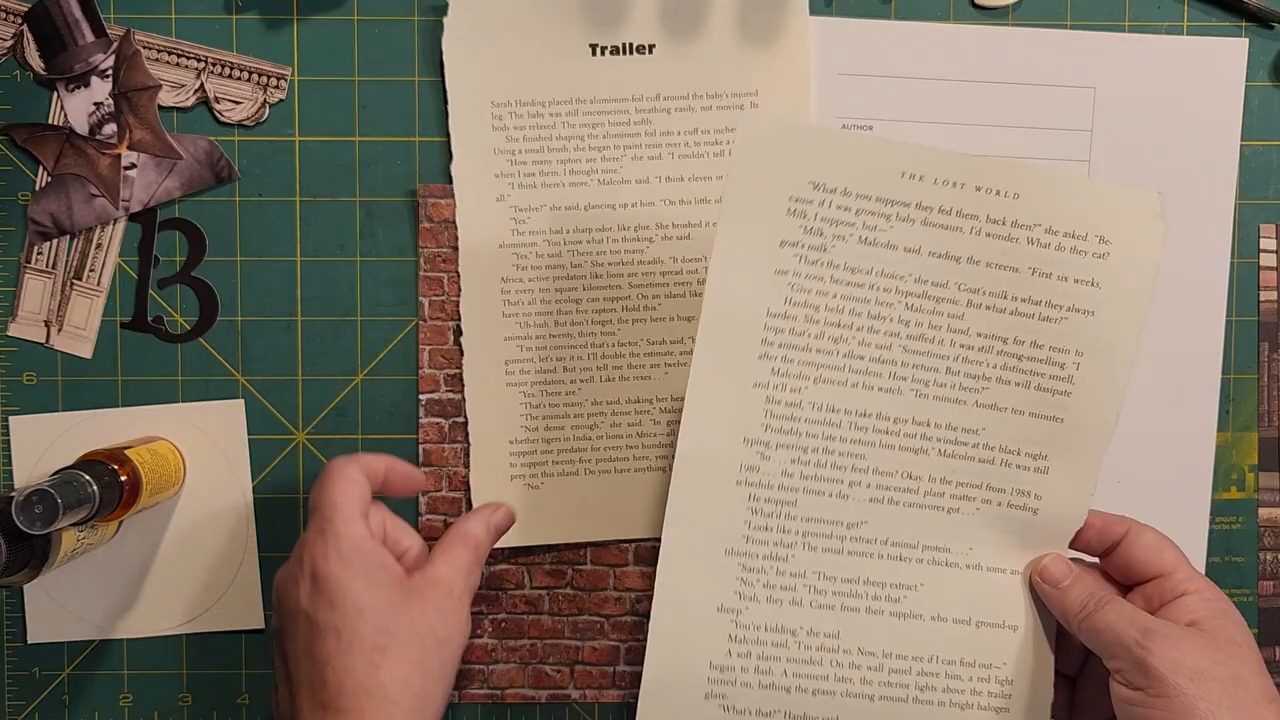 Trailer
Sarah Harding placed the aluminum-foil cuff around the baby's injured
leg. The baby was still unconscious, breathing easily, not moving. Its
body was relaxed. The oxygen hissed softly.
She finished shaping the aluminum foil into a cuff six inches
Using a small brush, she began to paint resin over it, to make a
"How many raptors are there?" she said. "I couldn't tell f
when I saw them. I thought nine."
"I think there's more," Malcolm said. "I think eleven or
all."
"Twelve?" she said, glancing up at him. "On this little isl
"Yes."
The resin had a sharp odor, like glue. She brushed it e
aluminum. "You know what I'm thinking," she said.
"Yes," he said. "There are too many."
"Far too many, Ian." She worked steadily. "It doesn't
Africa, active predators like lions are very spread out. T
for every ten square kilometers. Sometimes every fif
That's all the ecology can support. On an island like
have no more than five raptors. Hold this."
"Uh-huh. But don't forget, the prey here is huge.
animals are twenty, thirty tons."
"I'm not convinced that's a factor," Sarah said, "b
gument, let's say it is. I'll double the estimate, and
for the island. But you tell me there are twelve,
major predators, as well. Like the rexes . . ."
"Yes. There are."
"That's too many," she said, shaking her hea
"The animals are pretty dense here," Malco
"Not dense enough," she said. "In gen
whether tigers in India, or lions in Africa—all
support one predator for every two hundred
to support twenty-five predators here, you
prey on this island. Do you have anything
"No."
AUTHOR
THE LOST WORLD
"What do you suppose they fed them, back then?" she asked. "Be-
cause if I was growing baby dinosaurs, I'd wonder. What do they eat?
Milk, I suppose, but—"
"Milk, yes," Malcolm said, reading the screens. "First six weeks,
goat's milk."
"That's the logical choice," she said. "Goat's milk is what they always
use in zoos, because it's so hypoallergenic. But what about later?"
"Give me a minute here," Malcolm said.
Harding held the baby's leg in her hand, waiting for the resin to
harden. She looked at the cast, sniffed it. It was still strong-smelling. "I
hope that's all right," she said. "Sometimes if there's a distinctive smell,
the animals won't allow infants to return. But maybe this will dissipate
after the compound hardens. How long has it been?"
Malcolm glanced at his watch. "Ten minutes. Another ten minutes
and it'll set."
She said, "I'd like to take this guy back to the nest."
Thunder rumbled. They looked out the window at the black night.
"Probably too late to return him tonight," Malcolm said. He was still
typing, peering at the screen.
"So . . . what did they feed them? Okay. In the period from 1988 to
1989 . . . the herbivores got a macerated plant matter on a feeding
schedule three times a day . . . and the carnivores got . . ."
He stopped.
"What'd the carnivores get?"
"Looks like a ground-up extract of animal protein. . . ."
"From what? The usual source is turkey or chicken, with some an-
tibiotics added."
"Sarah," he said. "They used sheep extract."
"No," she said. "They wouldn't do that."
"Yeah, they did. Came from their supplier, who used ground-up
sheep."
"You're kidding," she said.
Malcolm said, "I'm afraid so. Now, let me see if I can find out—"
A soft alarm sounded. On the wall panel above him, a red light
began to flash. A moment later, the exterior lights above the trailer
turned on, bathing the grassy clearing around them in bright halogen
glare.
"What's that?" Harding said.
B
11
9
6
1
2
3
4